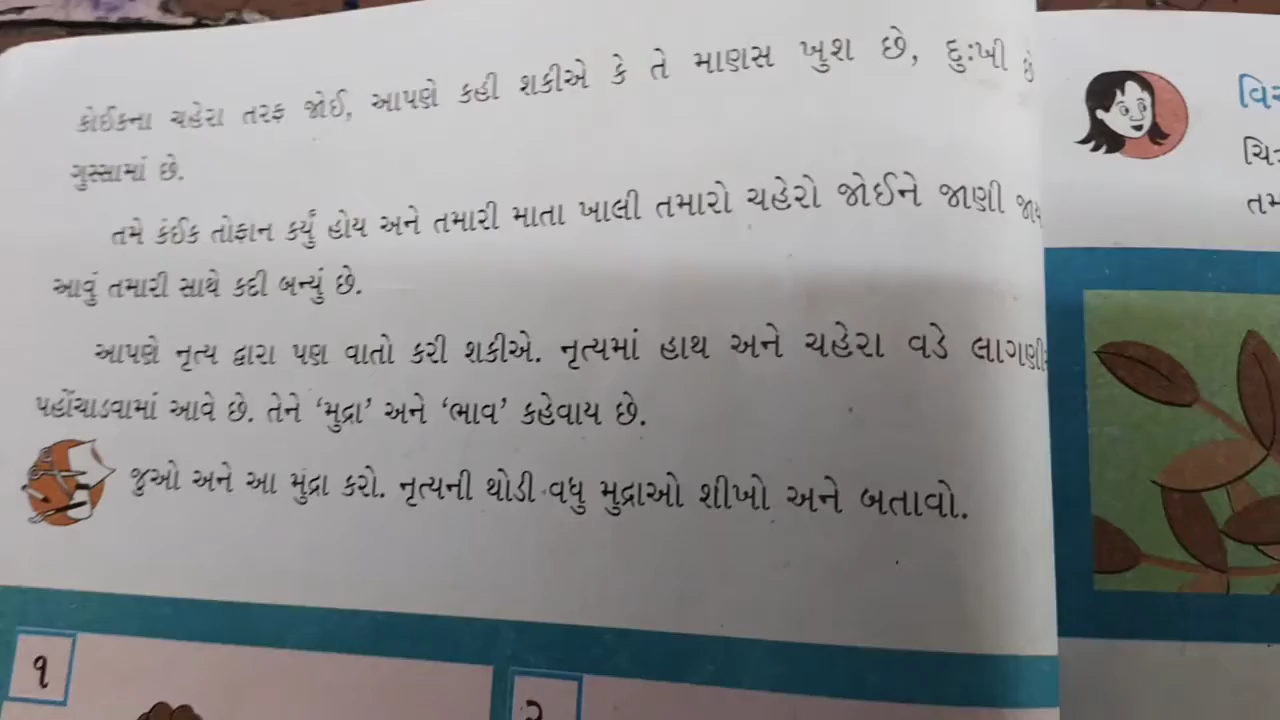 કોઈકના ચહેરા તરફ જોઈ, આપણે કહી શકીએ કે તે માણસ ખુશ છે, દુઃખી છે
ગુસ્સામાં છે.
તમે કંઈક તોફાન કર્યું હોય અને તમારી માતા ખાલી તમારો ચહેરો જોઈને જાણી
આવું તમારી સાથે કદી બન્યું છે.
આપણે નૃત્ય દ્વારા પણ વાતો કરી શકીએ. નૃત્યમાં હાથ અને ચહેરા વડે
પહોંચાડવામાં આવે છે. તેને ‘મુદ્રા’ અને ‘ભાવ’ કહેવાય છે.
જુઓ અને આ મુદ્રા કરો. નૃત્યની થોડી વધુ મુદ્રાઓ શીખો અને બતાવો.
૧
૨